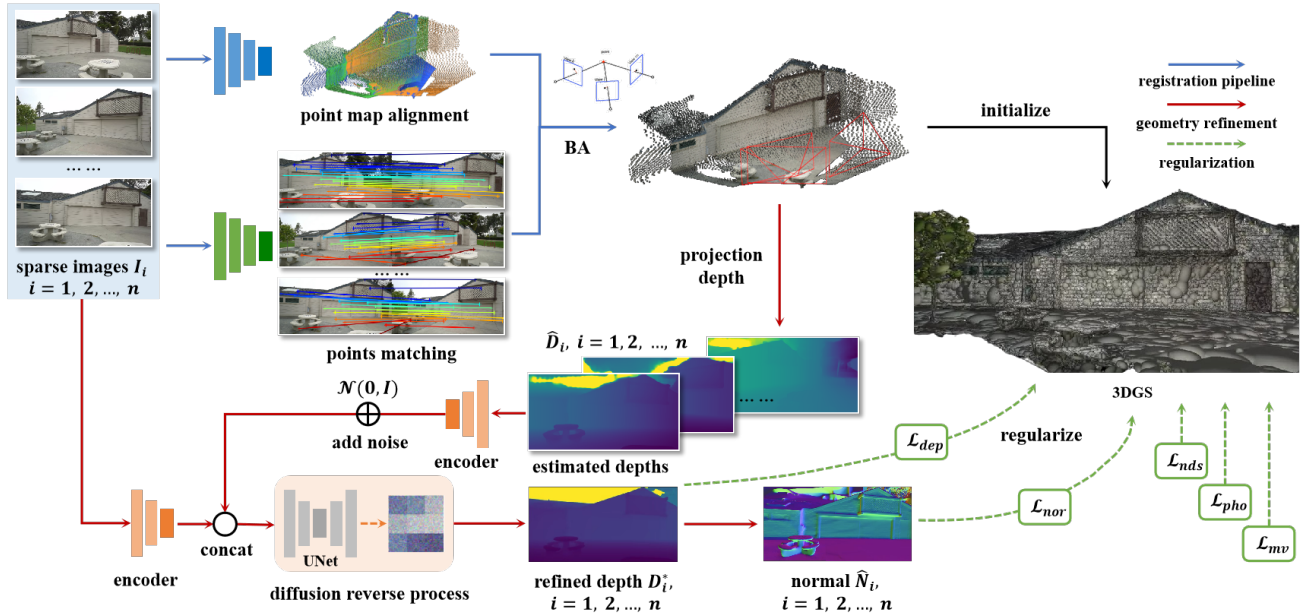 sparse images I_i
i = 1, 2, ..., n
... ...
point map alignment
... ...
points matching
BA
initialize
registration pipeline
geometry refinement
regularization
projection
depth
D̂_i, i = 1, 2, ..., n
... ...
estimated depths
encoder
𝒩(0, I)
add noise
encoder
concat
UNet
diffusion reverse process
refined depth D_i^*,
i = 1, 2, ..., n
normal N̂_i,
i = 1, 2, ..., n
3DGS
regularize
ℒ_dep
ℒ_nor
ℒ_nds
ℒ_pho
ℒ_mv